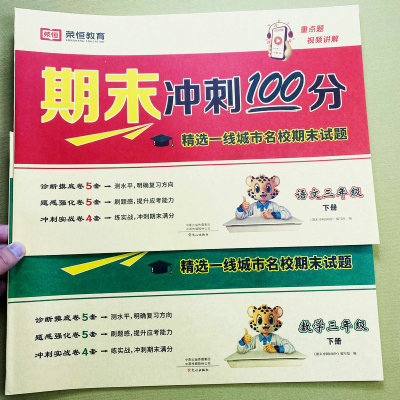 荣恒
荣恒教育
重点题
视频讲解
期末冲刺100分
精选一线城市名校期末试题
诊断摸底卷5套→测水平,明确复习方向
题感强化卷5套→刷题感,提升应考能力
冲刺实战卷4套→练实战,冲刺期末满分
语文三年级
下册
精选一线城市名校期末试题
诊断摸底卷5套→测水平,明确复习方向
题感强化卷5套→刷题感,提升应考能力
冲刺实战卷4套→练实战,冲刺期末满分
数学三年级
下册